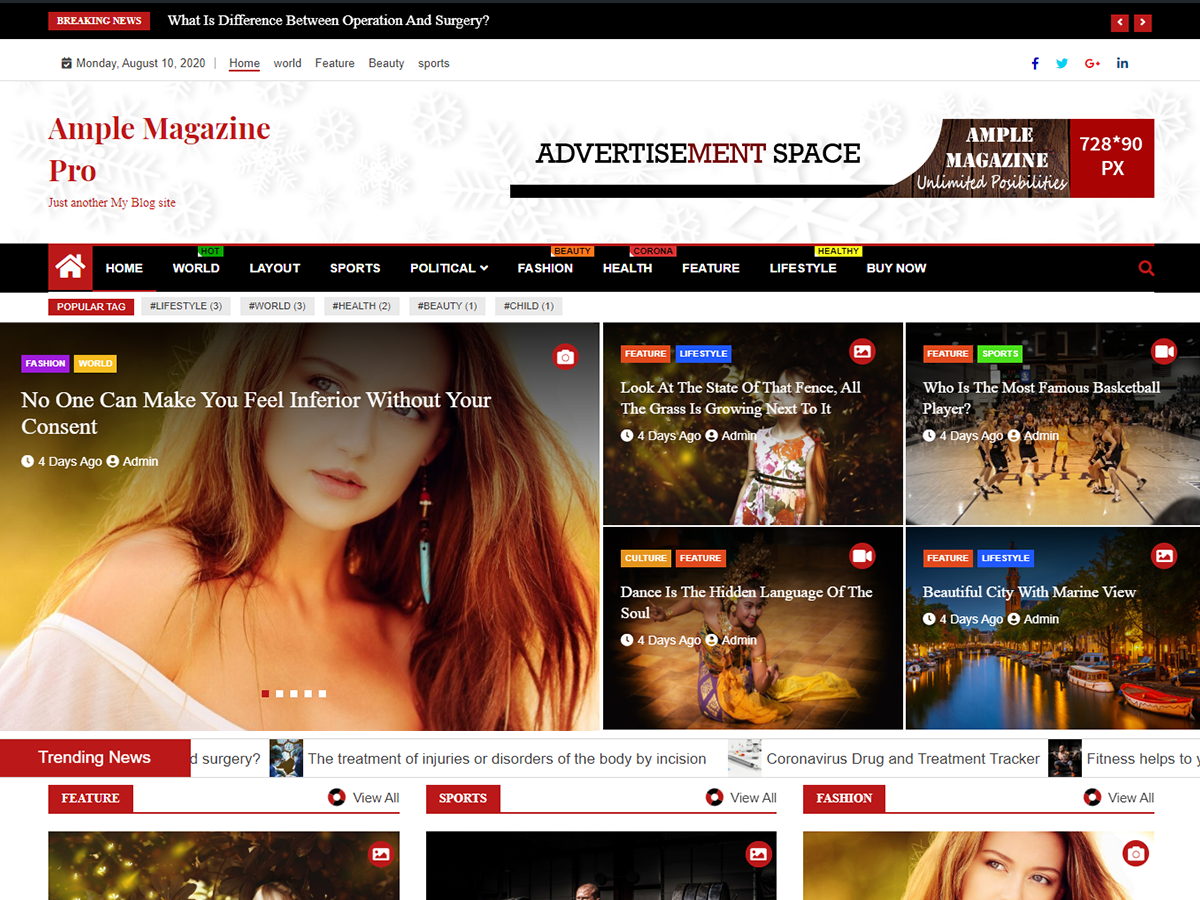 BREAKING NEWS
What Is Difference Between Operation And Surgery?
Monday, August 10, 2020 | Home world Feature Beauty sports
Ample Magazine
Pro
Just another My Blog site
ADVERTISEMENT SPACE
AMPLE
MAGAZINE
Unlimited Posibilities
728*90
PX
HOT BEAUTY CORONA HEALTHY
HOME WORLD LAYOUT SPORTS POLITICAL FASHION HEALTH FEATURE LIFESTYLE BUY NOW
POPULAR TAG #LIFESTYLE (3) #WORLD (3) #HEALTH (2) #BEAUTY (1) #CHILD (1)
FASHION WORLD
No One Can Make You Feel Inferior Without Your
Consent
4 Days Ago Admin
FEATURE LIFESTYLE
Look At The State Of That Fence, All
The Grass Is Growing Next To It
4 Days Ago Admin
FEATURE SPORTS
Who Is The Most Famous Basketball
Player?
4 Days Ago Admin
CULTURE FEATURE
Dance Is The Hidden Language Of The
Soul
4 Days Ago Admin
FEATURE LIFESTYLE
Beautiful City With Marine View
4 Days Ago Admin
Trending News
d surgery? The treatment of injuries or disorders of the body by incision Coronavirus Drug and Treatment Tracker Fitness helps to y
FEATURE View All
SPORTS View All
FASHION View All